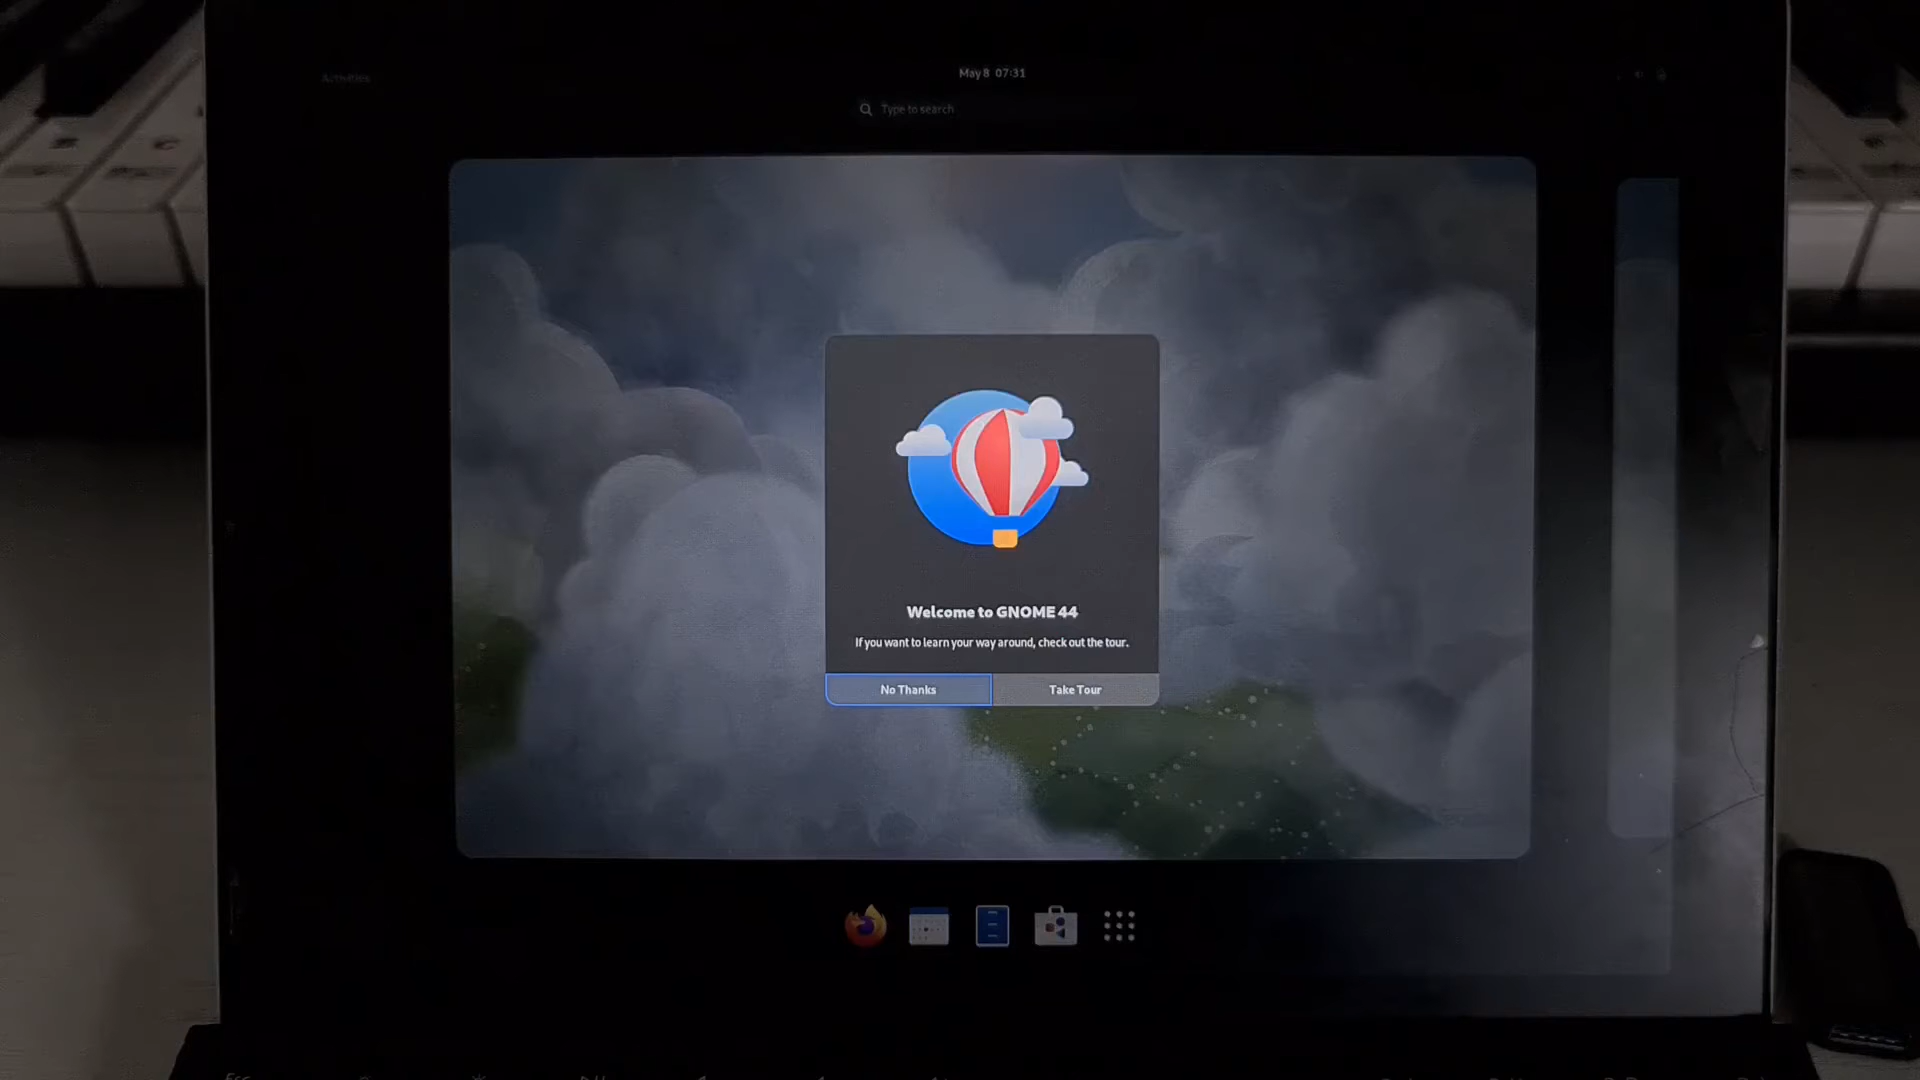 Activities
May 8 07:31
Type to search
Welcome to GNOME 44
If you want to learn your way around, check out the tour.
No Thanks
Take Tour